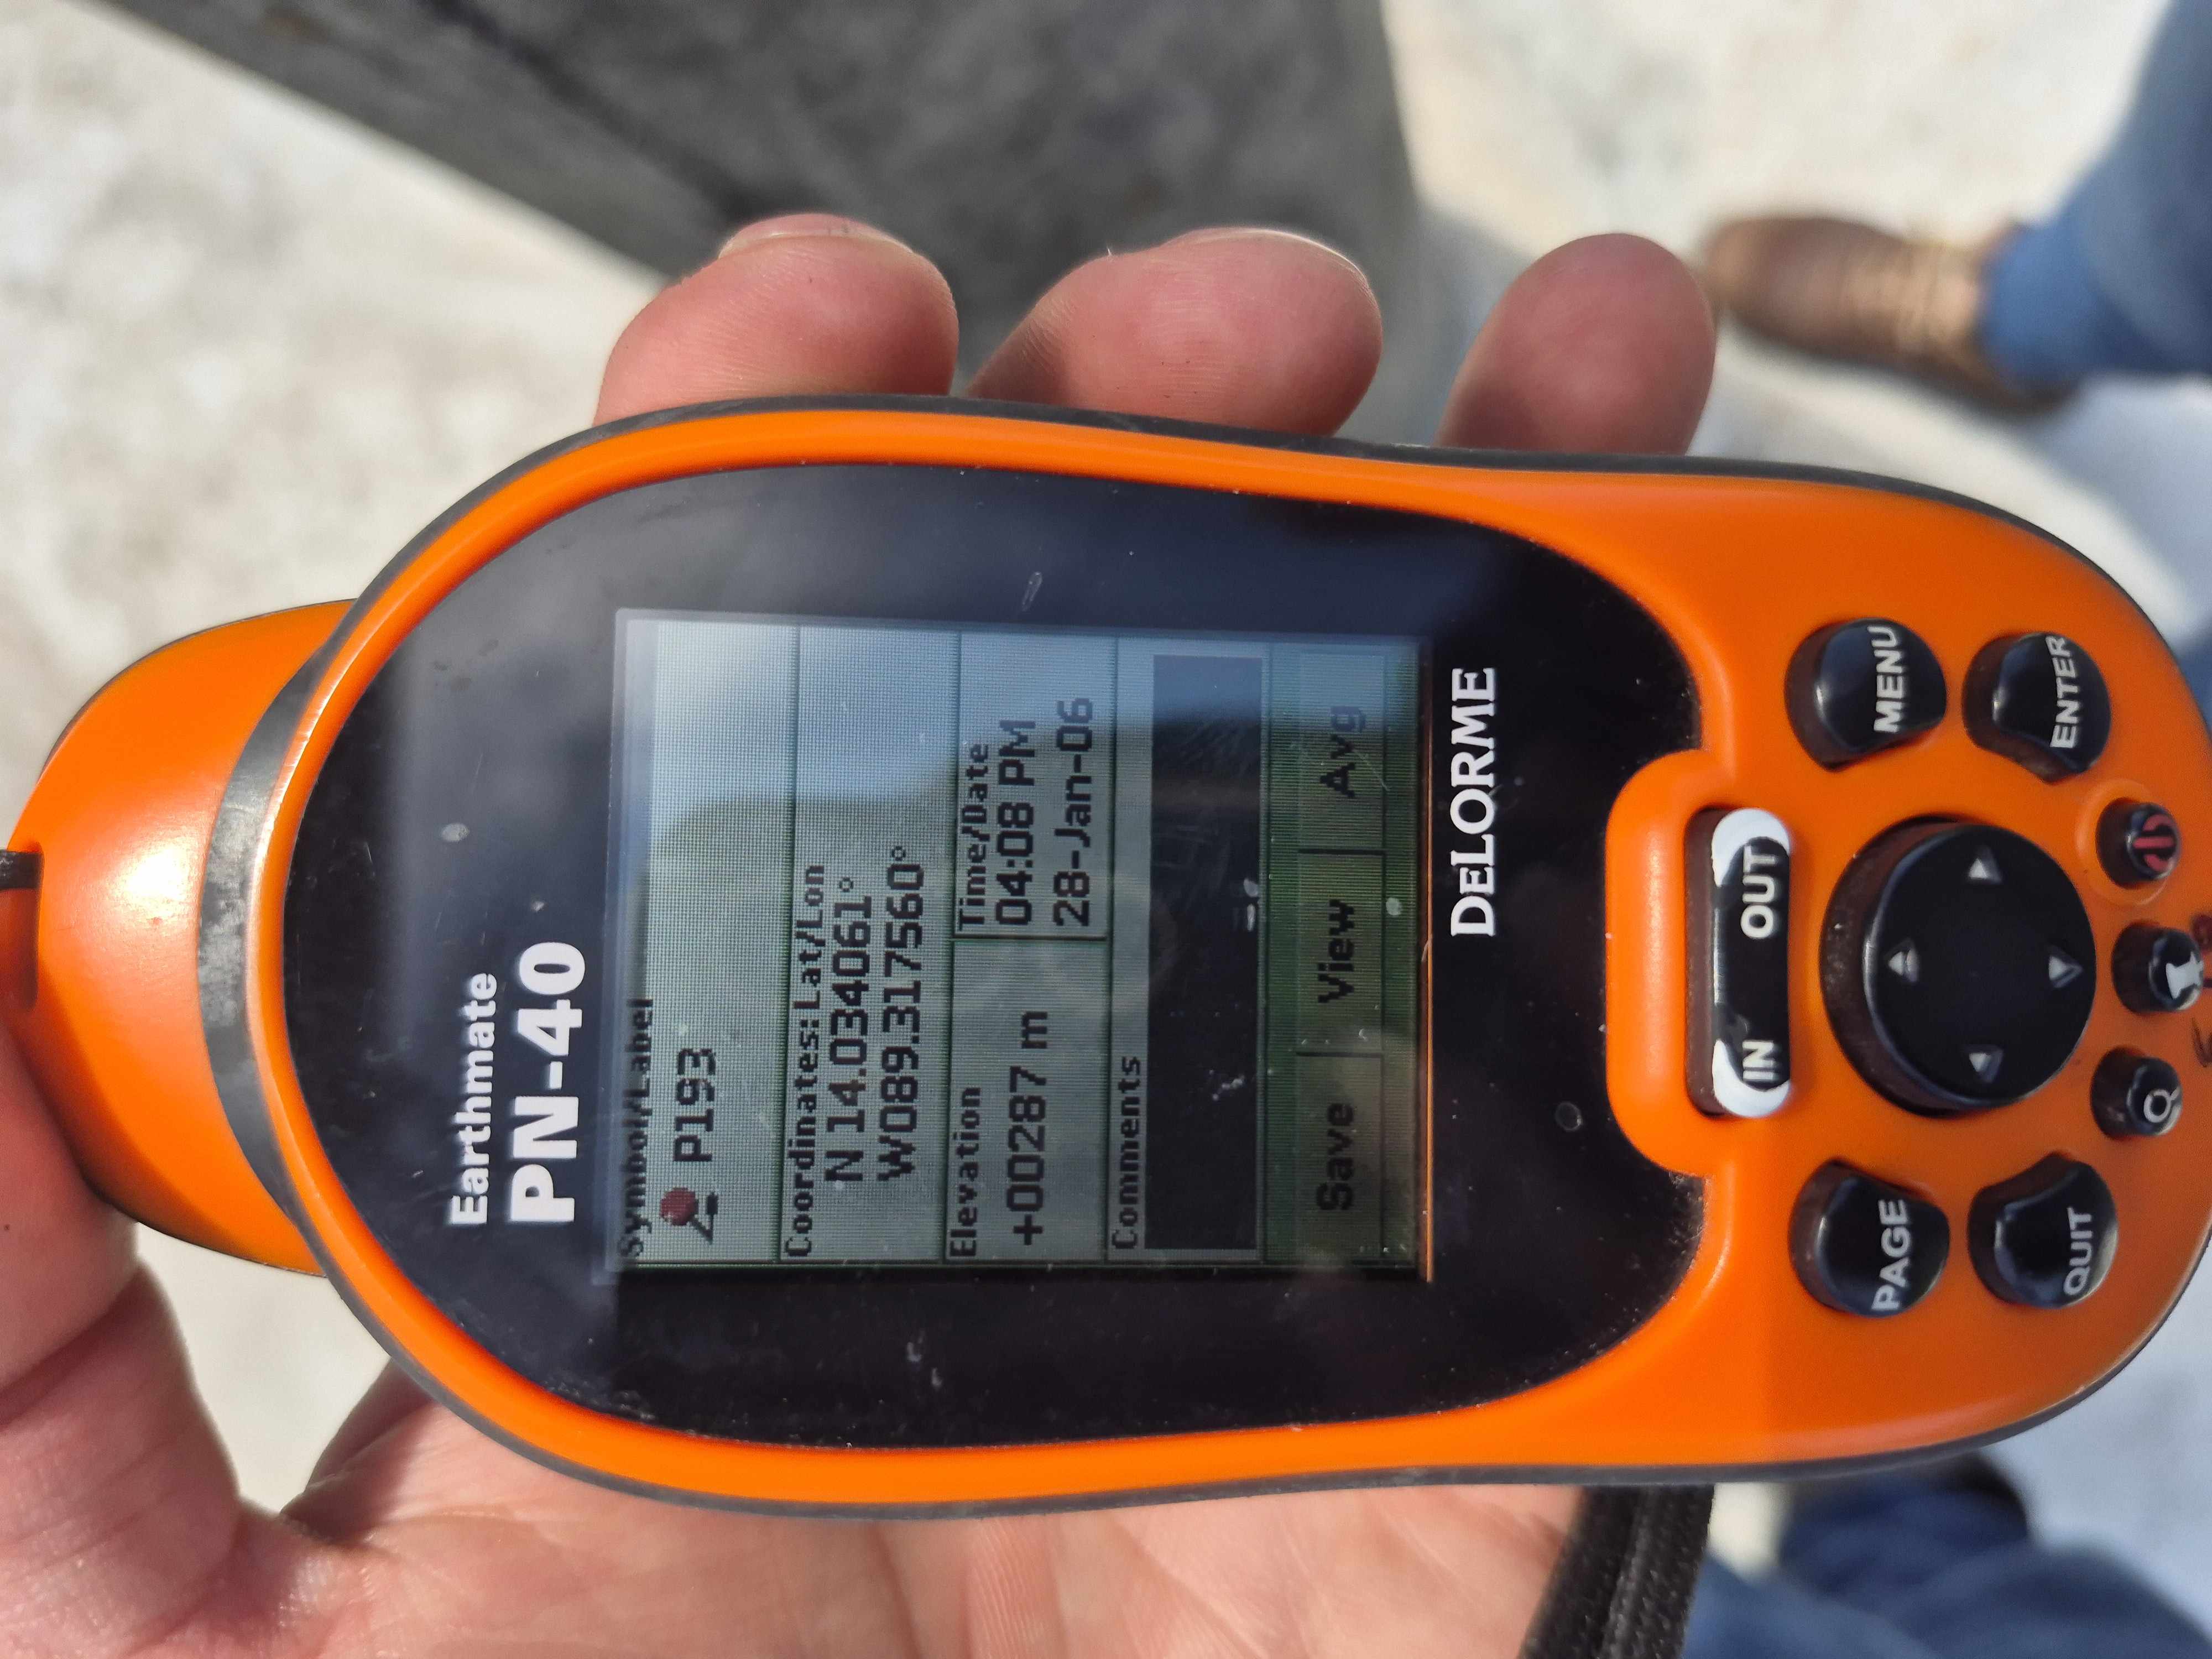 Earthmate
PN-40
Symbol/Label
P193
Coordinates: Lat/Lon
N 14.034061°
W089.317560°
Elevation
+00287 m
Time/Date
04:08 PM
28-Jan-06
Comments
Save View Avg
DELORME
IN OUT
PAGE
MENU
QUIT
ENTER